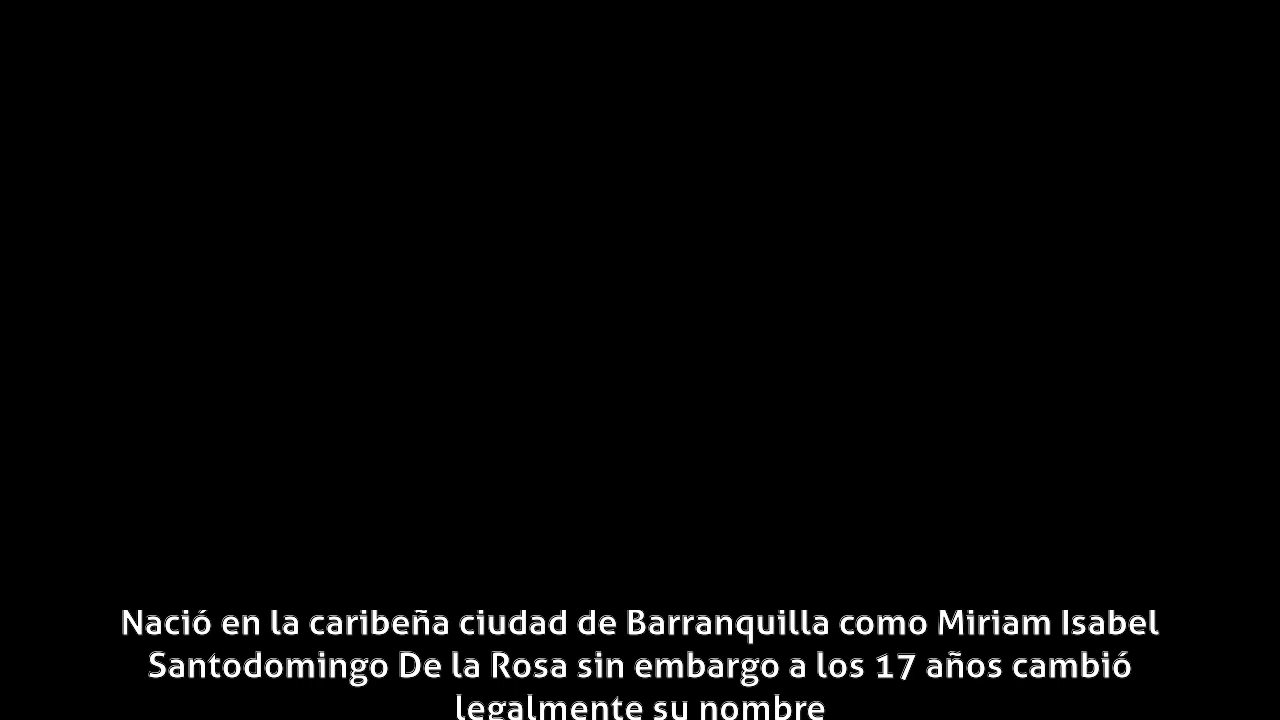 Nació en la caribeña ciudad de Barranquilla como Miriam Isabel
Santodomingo De la Rosa sin embargo a los 17 años cambió
legalmente su nombre